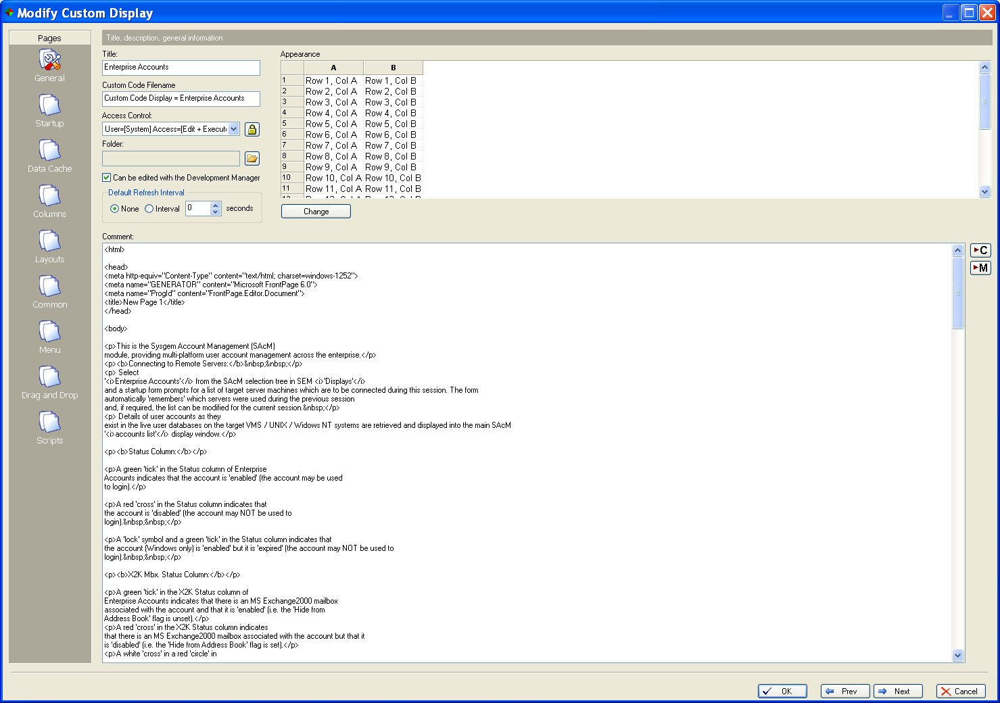 Modify Custom Display
Pages
General
Startup
Data Cache
Columns
Layouts
Common
Menu
Drag and Drop
Scripts
Title, description, general information
Title:
Enterprise Accounts
Custom Code Filename
Custom Code Display = Enterprise Accounts
Access Control:
User=[System] Access=[Edit + Execut
Folder:
Can be edited with the Development Manager
Default Refresh Interval
None Interval 0 seconds
Appearance
A B
1 Row 1, Col A Row 1, Col B
2 Row 2, Col A Row 2, Col B
3 Row 3, Col A Row 3, Col B
4 Row 4, Col A Row 4, Col B
5 Row 5, Col A Row 5, Col B
6 Row 6, Col A Row 6, Col B
7 Row 7, Col A Row 7, Col B
8 Row 8, Col A Row 8, Col B
9 Row 9, Col A Row 9, Col B
10 Row 10, Col A Row 10, Col B
11 Row 11, Col A Row 11, Col B
Change
Comment:
<html>
<head>
<meta http-equiv="Content-Type" content="text/html; charset=windows-1252">
<meta name="GENERATOR" content="Microsoft FrontPage 6.0">
<meta name="ProgId" content="FrontPage.Editor.Document">
<title>New Page 1</title>
</head>
<body>
<p>This is the Sysgem Account Management (SAcM)
module, providing multi-platform user account management across the enterprise.</p>
<p><b>Connecting to Remote Servers:</b>&nbsp;&nbsp;</p>
<p> Select
'<i>Enterprise Accounts'</i> from the SAcM selection tree in SEM <i>'Displays'</i>
and a startup form prompts for a list of target server machines which are to be connected during this session. The form
automatically 'remembers' which servers were used during the previous session
and, if required, the list can be modified for the current session.&nbsp;</p>
<p> Details of user accounts as they
exist in the live user databases on the target VMS / UNIX / Widows NT systems are retrieved and displayed into the main SAcM
'<i>accounts list'</i> display window.</p>
<p><b>Status Column:</b></p>
<p>A green 'tick' in the Status column of Enterprise
Accounts indicates that the account is 'enabled' (the account may be used
to login).</p>
<p>A red 'cross' in the Status column indicates that
the account is 'disabled' (the account may NOT be used to
login).&nbsp;&nbsp;</p>
<p>A 'lock' symbol and a green 'tick' in the Status column indicates that
the account (Windows only) is 'enabled' but it is 'expired' (the account may NOT be used to
login).&nbsp;&nbsp;</p>
<p><b>X2K Mbx. Status Column:</b></p>
<p>A green 'tick' in the X2K Status column of
Enterprise Accounts indicates that there is an MS Exchange2000 mailbox
associated with the account and that it is 'enabled' (i.e. the 'Hide from
Address Book' flag is unset).</p>
<p>A red 'cross' in the X2K Status column indicates
that there is an MS Exchange2000 mailbox associated with the account but that it
is 'disabled' (i.e. the 'Hide from Address Book' flag is set).</p>
<p>A white 'cross' in a red 'circle' in
C
M
OK
Prev
Next
Cancel